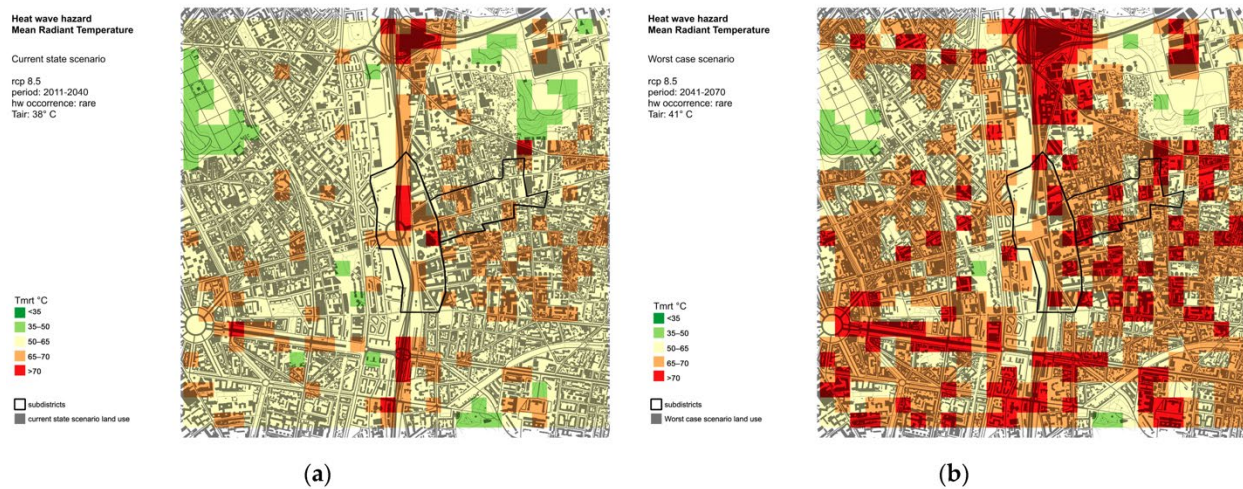 Heat wave hazard
Mean Radiant Temperature
Current state scenario
rcp 8.5
period: 2011-2040
hw occorrence: rare
Tair: 38° C
Tmrt °C
<35
35–50
50–65
65–70
>70
subdistricts
current state scenario land use
(a)
Heat wave hazard
Mean Radiant Temperature
Worst case scenario
rcp 8.5
period: 2041-2070
hw occorrence: rare
Tair: 41° C
Tmrt °C
<35
35–50
50–65
65–70
>70
subdistricts
Worst case scenario land use
(b)